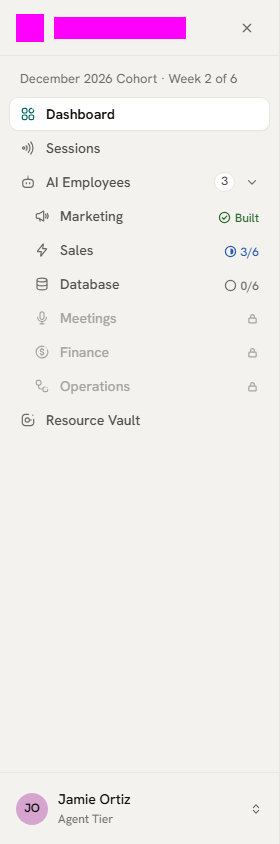 December 2026 Cohort · Week 2 of 6
Dashboard
Sessions
AI Employees 3
Marketing Built
Sales 3/6
Database 0/6
Meetings
Finance
Operations
Resource Vault
JO Jamie Ortiz
Agent Tier